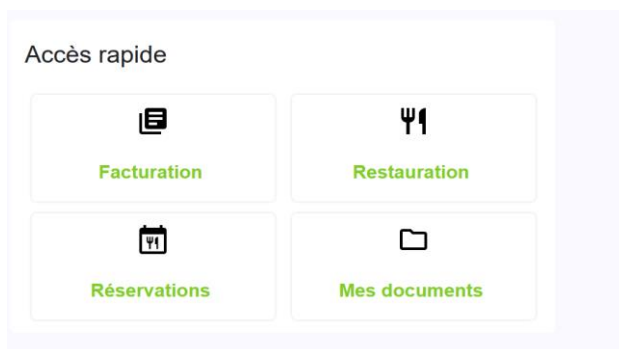 Accès rapide
Facturation
Restauration
Réservations
Mes documents